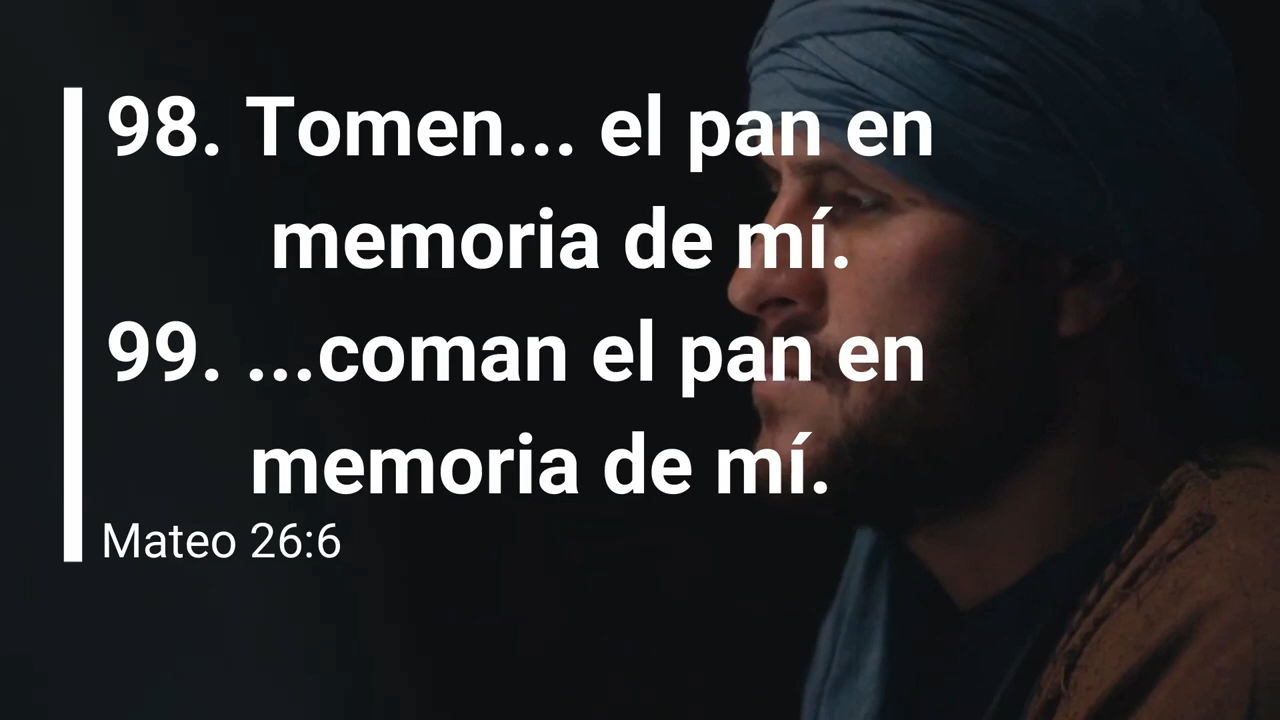 98. Tomen... el pan en
memoria de mí.
99. ...coman el pan en
memoria de mí.
Mateo 26:6